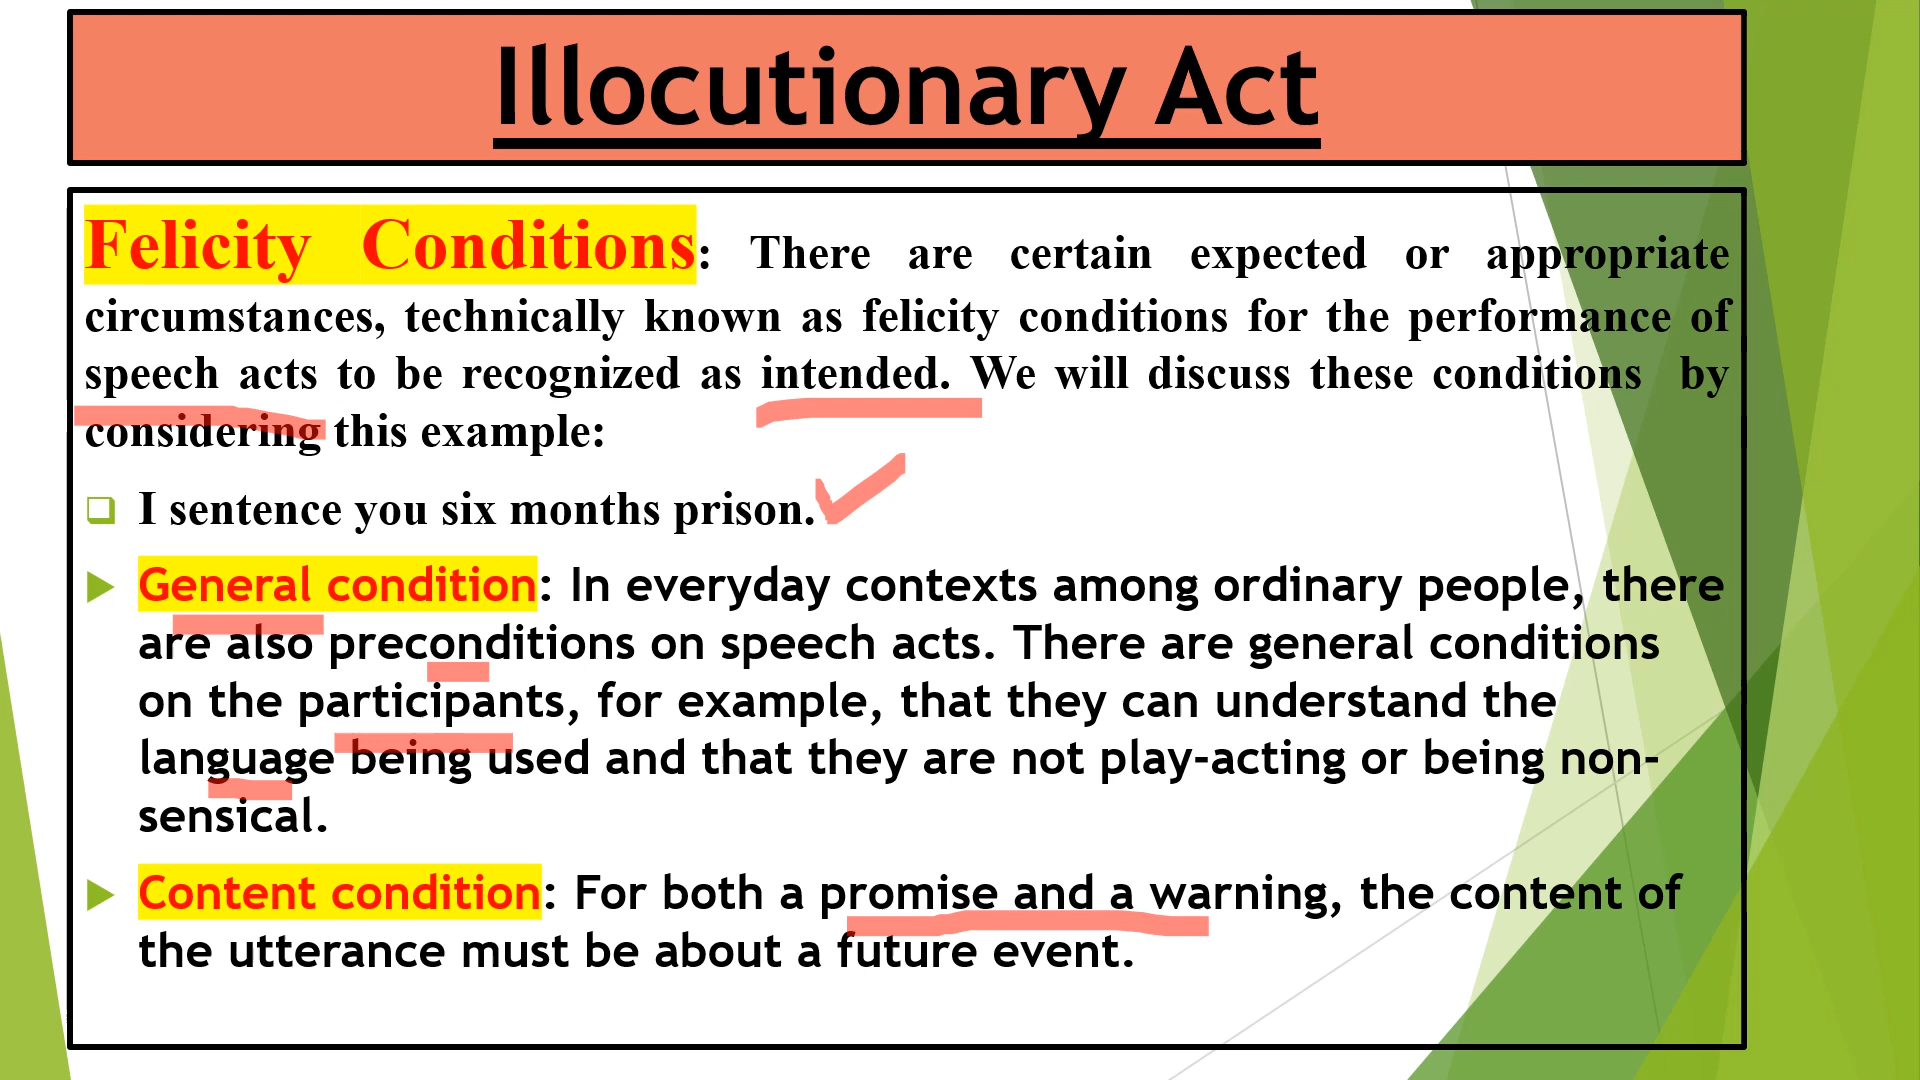 Illocutionary Act
Felicity Conditions: There are certain expected or appropriate
circumstances, technically known as felicity conditions for the performance of
speech acts to be recognized as intended. We will discuss these conditions by
considering this example:
I sentence you six months prison.
General condition: In everyday contexts among ordinary people, there
are also preconditions on speech acts. There are general conditions
on the participants, for example, that they can understand the
language being used and that they are not play-acting or being non-
sensical.
Content condition: For both a promise and a warning, the content of
the utterance must be about a future event.